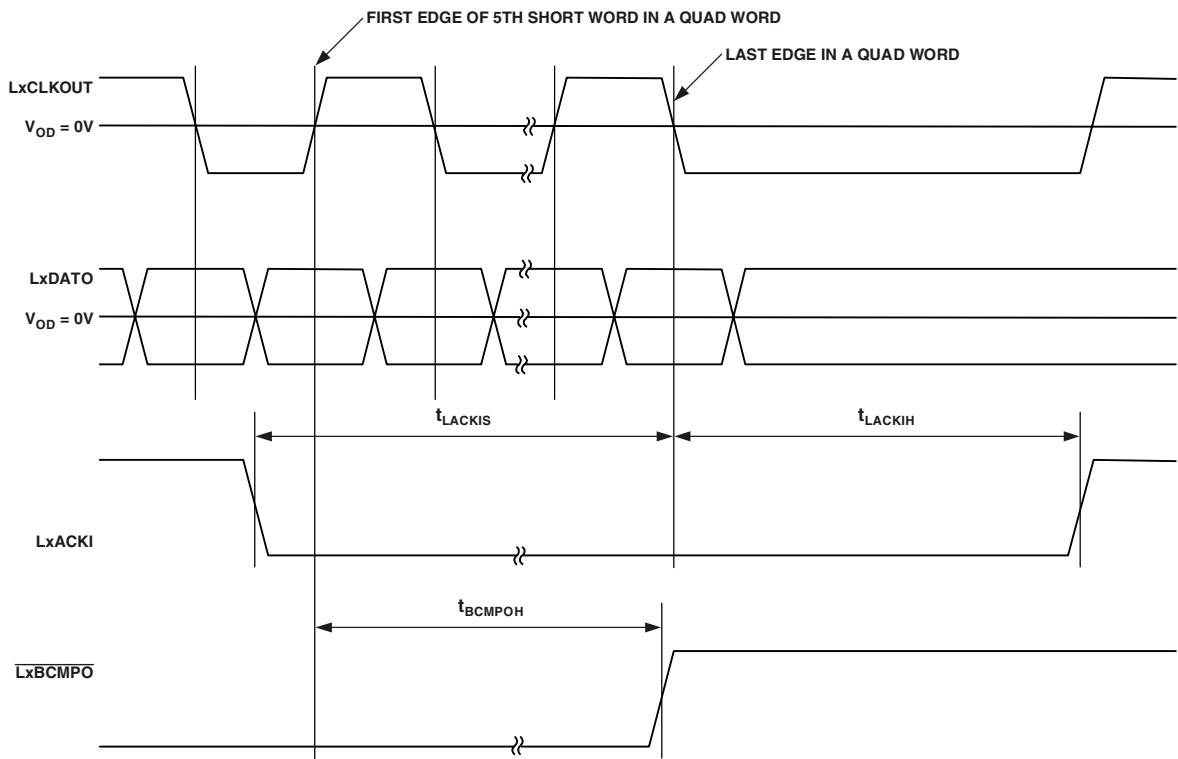 FIRST EDGE OF 5TH SHORT WORD IN A QUAD WORD
LAST EDGE IN A QUAD WORD
LxCLKOUT
VOD = 0V
LxDATO
VOD = 0V
tLACKIS
tLACKIH
LxACKI
tBCMPOH
LxBCMPO